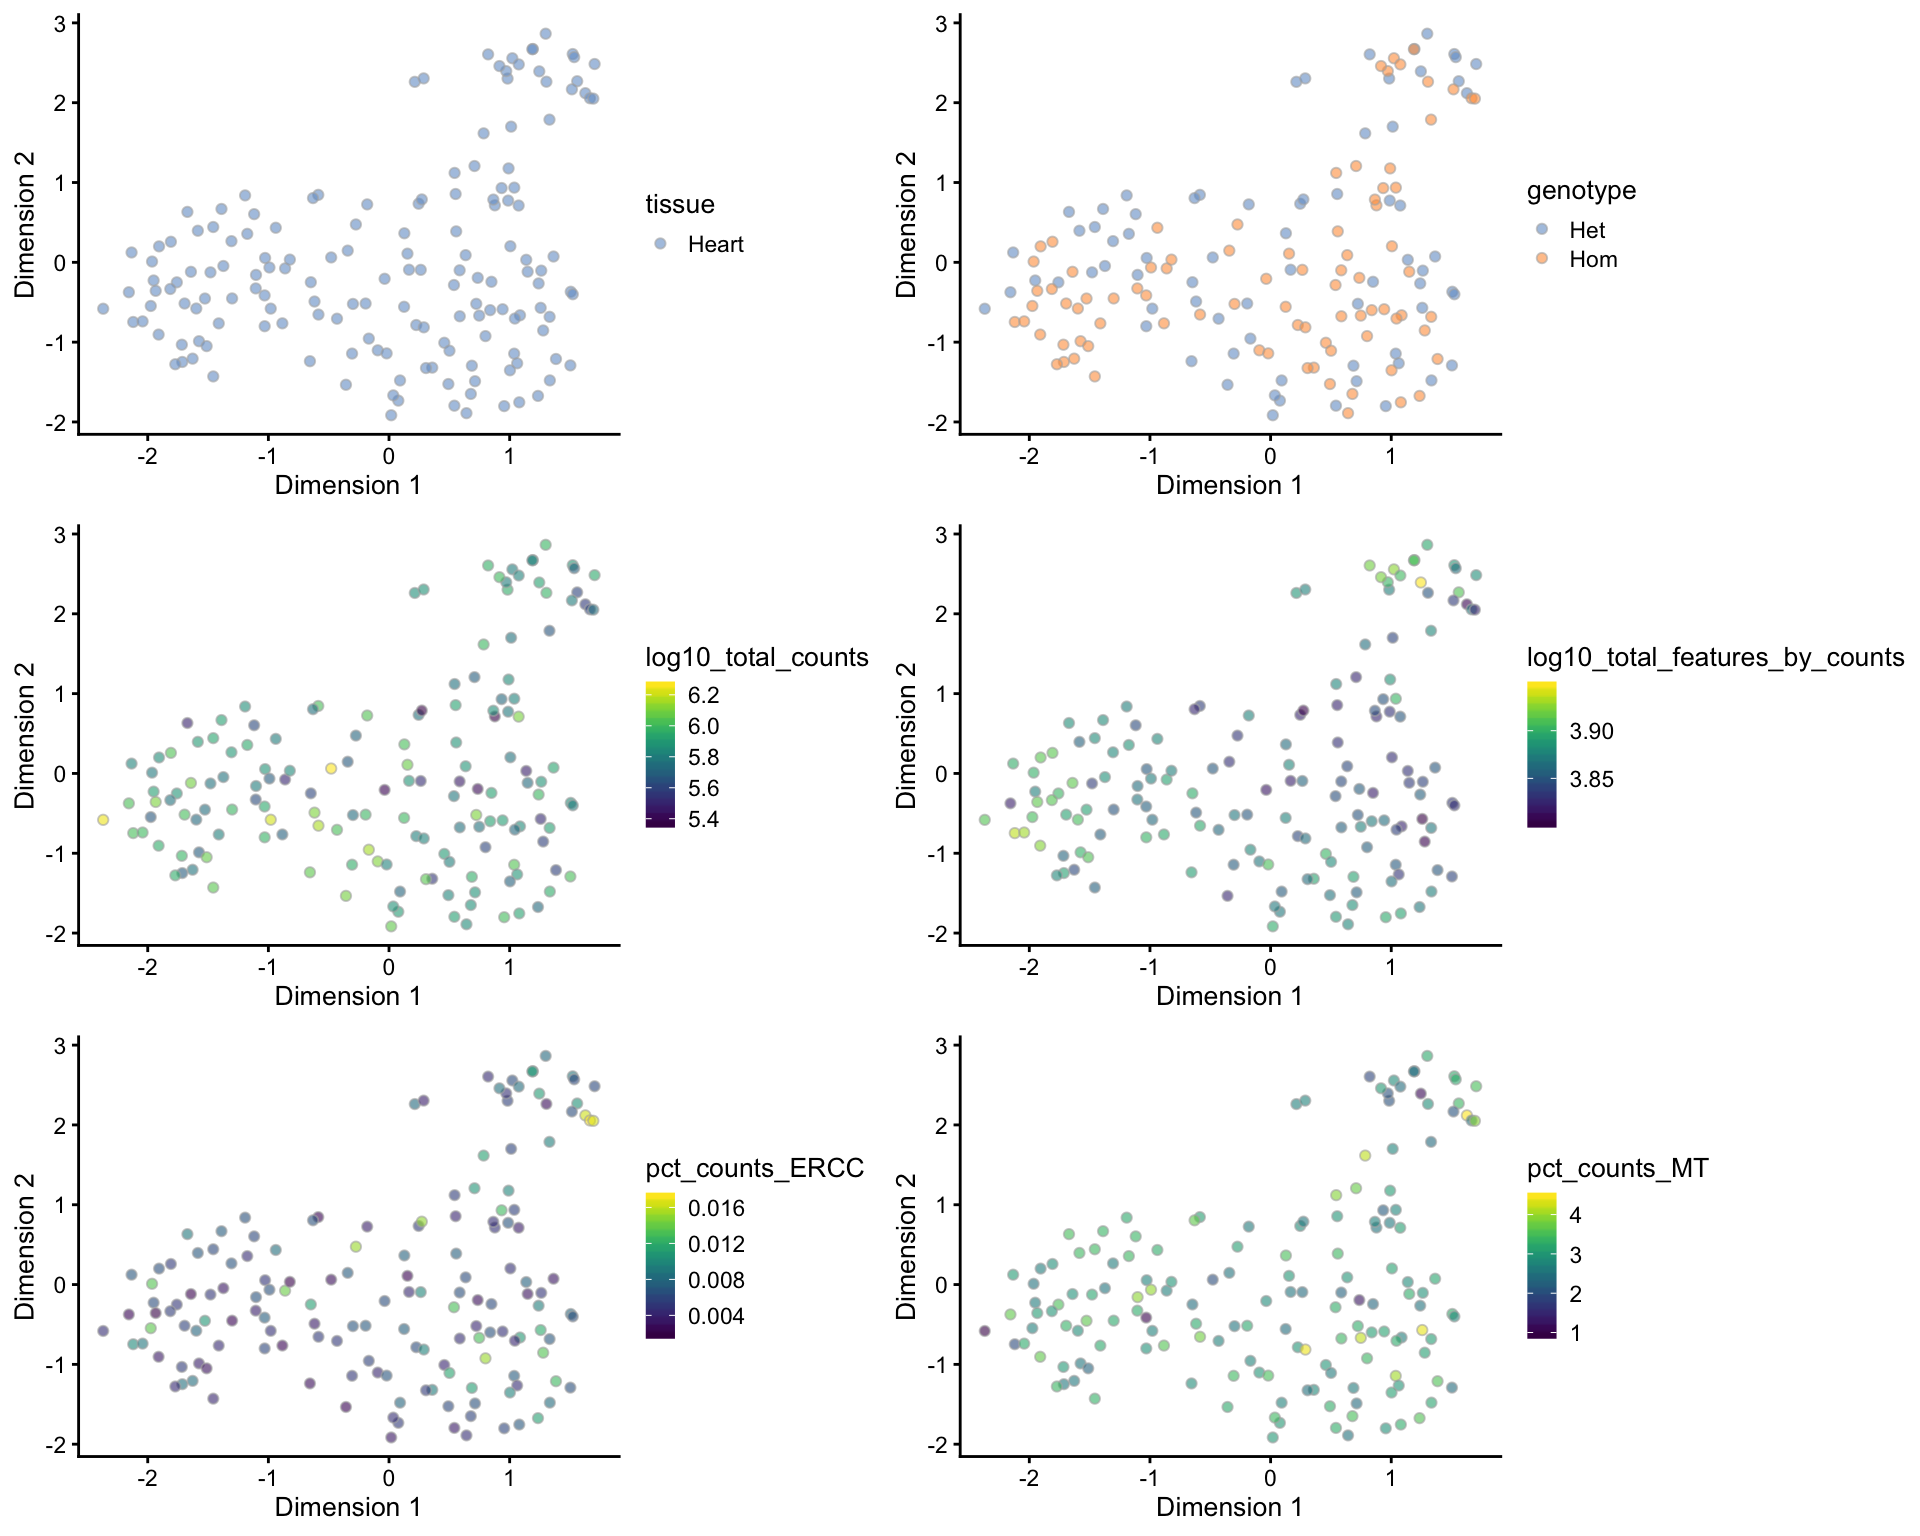 3
2
1
0
-1
-2
Dimension 2
-2 -1 0 1
Dimension 1
tissue
Heart
3
2
1
0
-1
-2
Dimension 2
-2 -1 0 1
Dimension 1
genotype
Het
Hom
3
2
1
0
-1
-2
Dimension 2
-2 -1 0 1
Dimension 1
log10_total_counts
6.2
6.0
5.8
5.6
5.4
3
2
1
0
-1
-2
Dimension 2
-2 -1 0 1
Dimension 1
log10_total_features_by_counts
3.90
3.85
3
2
1
0
-1
-2
Dimension 2
-2 -1 0 1
Dimension 1
pct_counts_ERCC
0.016
0.012
0.008
0.004
3
2
1
0
-1
-2
Dimension 2
-2 -1 0 1
Dimension 1
pct_counts_MT
4
3
2
1